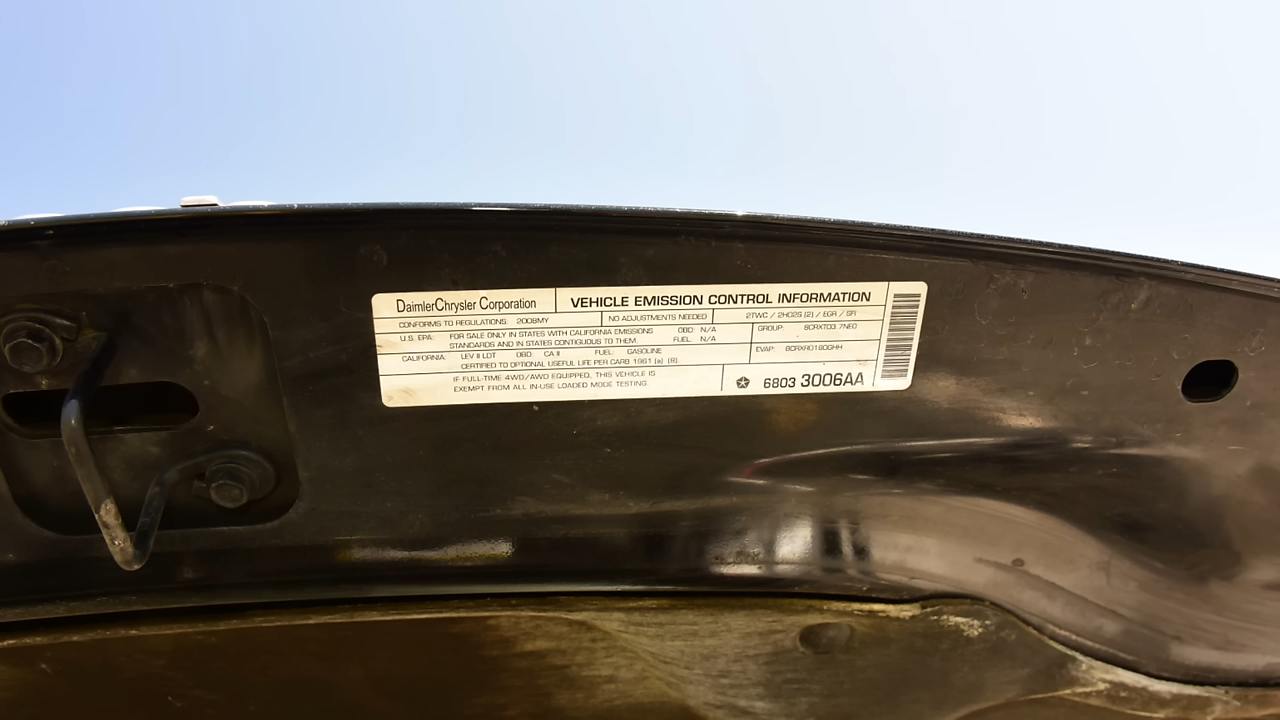 DaimlerChrysler Corporation
VEHICLE EMISSION CONTROL INFORMATION
CONFORMS TO REGULATIONS: 2008MY
NO ADJUSTMENTS NEEDED
2TWC / 2HO2S (2) / EGR / SFI
U.S. EPA: FOR SALE ONLY IN STATES WITH CALIFORNIA EMISSIONS OBD: N/A
STANDARDS AND IN STATES CONTIGUOUS TO THEM. FUEL: N/A
GROUP: 8CRXT03.7NE0
CALIFORNIA: LEV II LDT OBD: CA II FUEL: GASOLINE
CERTIFIED TO OPTIONAL USEFUL LIFE PER CARB 1961 (a) (8)
EVAP: 8CRXR0180GHH
IF FULL-TIME 4WD/AWD EQUIPPED, THIS VEHICLE IS
EXEMPT FROM ALL IN-USE LOADED MODE TESTING.
6803 3006AA